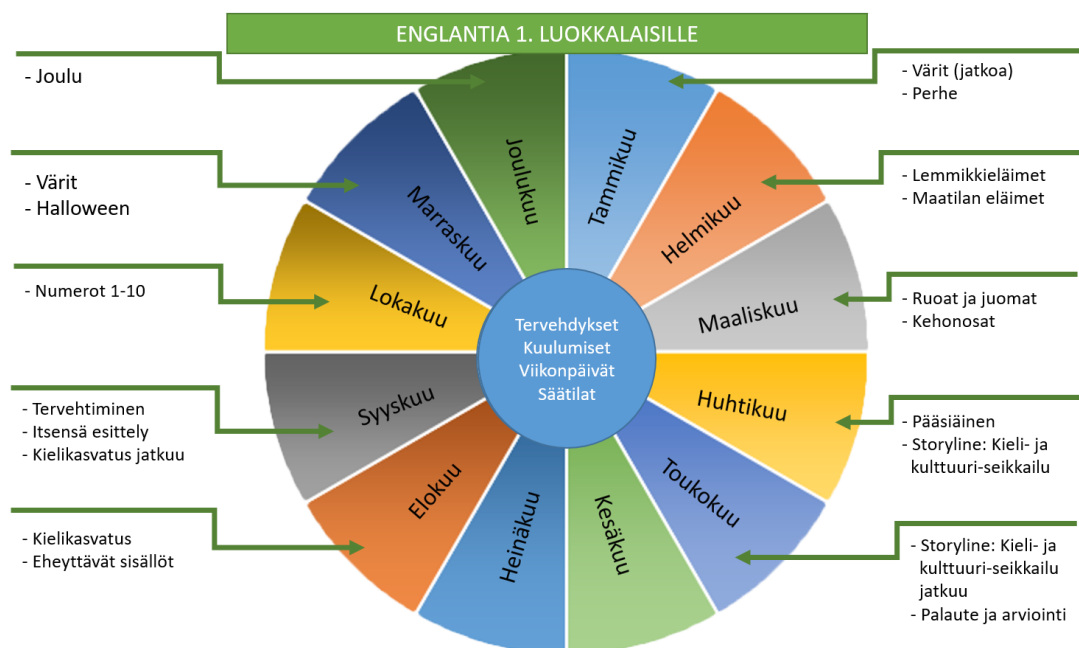 ENGLANTIA 1. LUOKKALAISILLE
- Joulu
- Värit
- Halloween
- Numerot 1-10
- Tervehtiminen
- Itsensä esittely
- Kielikasvatus jatkuu
- Kielikasvatus
- Eheyttävät sisällöt
Joulukuu
Tammikuu
Marraskuu
Helmikuu
Lokakuu
Maaliskuu
Tervehdykset
Kuulumiset
Viikonpäivät
Säätilat
Syyskuu
Huhtikuu
Elokuu
Toukokuu
Heinäkuu
Kesäkuu
- Värit (jatkoa)
- Perhe
- Lemmikkieläimet
- Maatilan eläimet
- Ruoat ja juomat
- Kehonosat
- Pääsiäinen
- Storyline: Kieli- ja
kulttuuri-seikkailu
- Storyline: Kieli- ja
kulttuuri-seikkailu
jatkuu
- Palaute ja arviointi